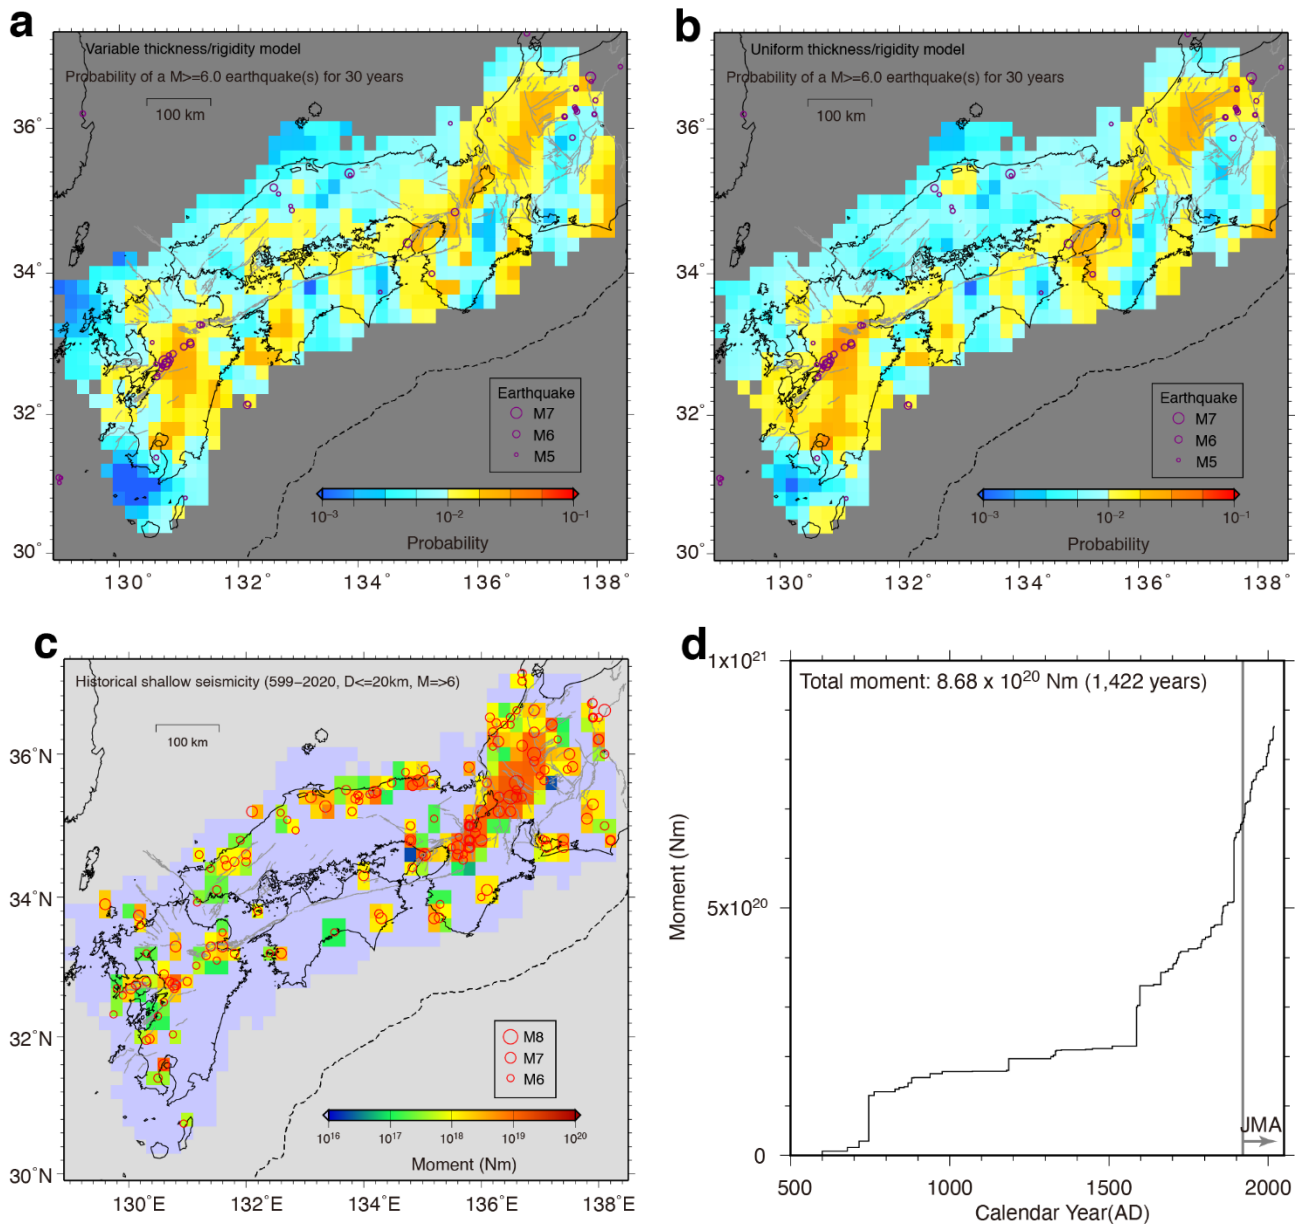 a
Variable thickness/rigidity model
Probability of a M>=6.0 earthquake(s) for 30 years
100 km
36°
34°
32°
30°
Earthquake
M7
M6
M5
10⁻³
10⁻²
10⁻¹
Probability
130°
132°
134°
136°
138°
b
Uniform thickness/rigidity model
Probability of a M>=6.0 earthquake(s) for 30 years
100 km
36°
34°
32°
30°
Earthquake
M7
M6
M5
10⁻³
10⁻²
10⁻¹
Probability
130°
132°
134°
136°
138°
c
Historical shallow seismicity (599−2020, D<=20km, M=>6)
100 km
36°N
34°N
32°N
30°N
M8
M7
M6
10¹⁶
10¹⁷
10¹⁸
10¹⁹
10²⁰
Moment (Nm)
130°E
132°E
134°E
136°E
138°E
d
1x10²¹
5x10²⁰
0
Moment (Nm)
Total moment: 8.68 x 10²⁰ Nm (1,422 years)
JMA
500
1000
1500
2000
Calendar Year(AD)